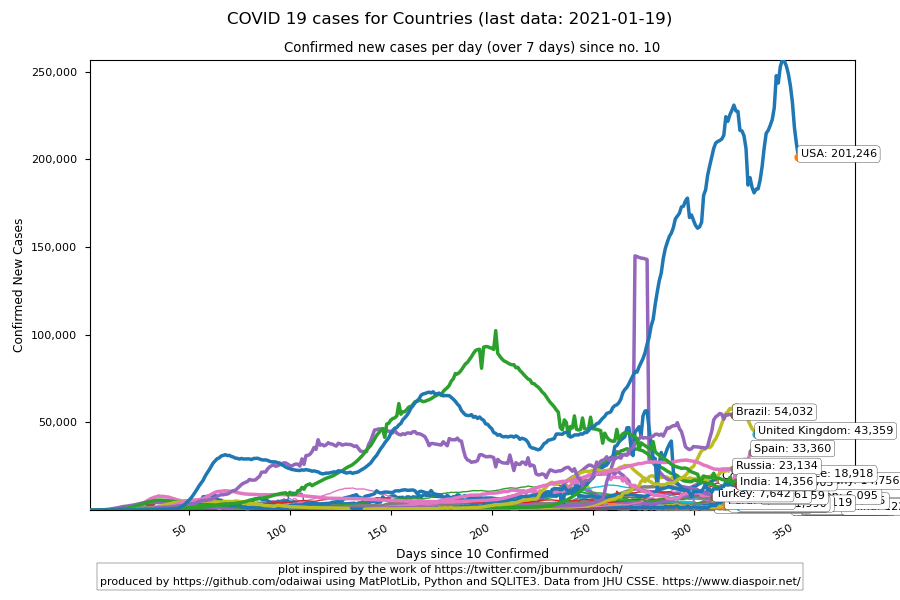 COVID 19 cases for Countries (last data: 2021-01-19)
Confirmed new cases per day (over 7 days) since no. 10
250,000
200,000
150,000
100,000
50,000
Confirmed New Cases
USA: 201,246
Brazil: 54,032
United Kingdom: 43,359
Spain: 33,360
Russia: 23,134
18,918
India: 14,356
Turkey: 7,642
6,095
50
100
150
200
250
300
350
Days since 10 Confirmed
plot inspired by the work of https://twitter.com/jburnmurdoch/
produced by https://github.com/odaiwai using MatPlotLib, Python and SQLITE3. Data from JHU CSSE. https://www.diaspoir.net/